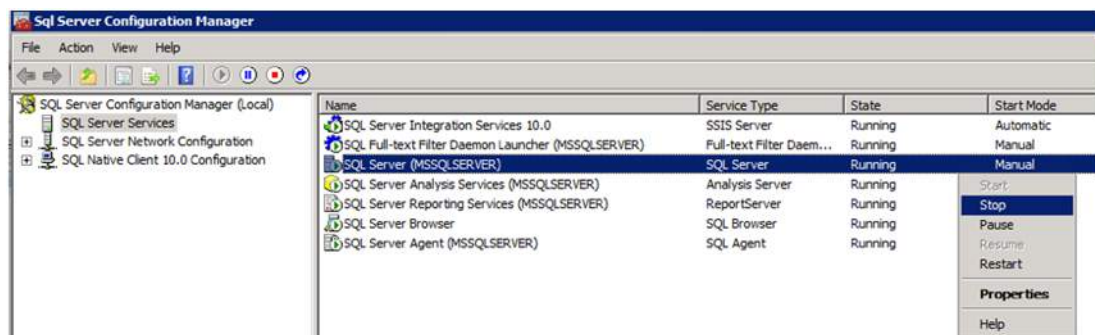 Sql Server Configuration Manager
File Action View Help
SQL Server Configuration Manager (Local)
SQL Server Services
SQL Server Network Configuration
SQL Native Client 10.0 Configuration
Name Service Type State Start Mode
SQL Server Integration Services 10.0 SSIS Server Running Automatic
SQL Full-text Filter Daemon Launcher (MSSQLSERVER) Full-text Filter Daem... Running Manual
SQL Server (MSSQLSERVER) SQL Server Running Manual
SQL Server Analysis Services (MSSQLSERVER) Analysis Server Running
SQL Server Reporting Services (MSSQLSERVER) ReportServer Running
SQL Server Browser SQL Browser Running
SQL Server Agent (MSSQLSERVER) SQL Agent Running
Start
Stop
Pause
Resume
Restart
Properties
Help